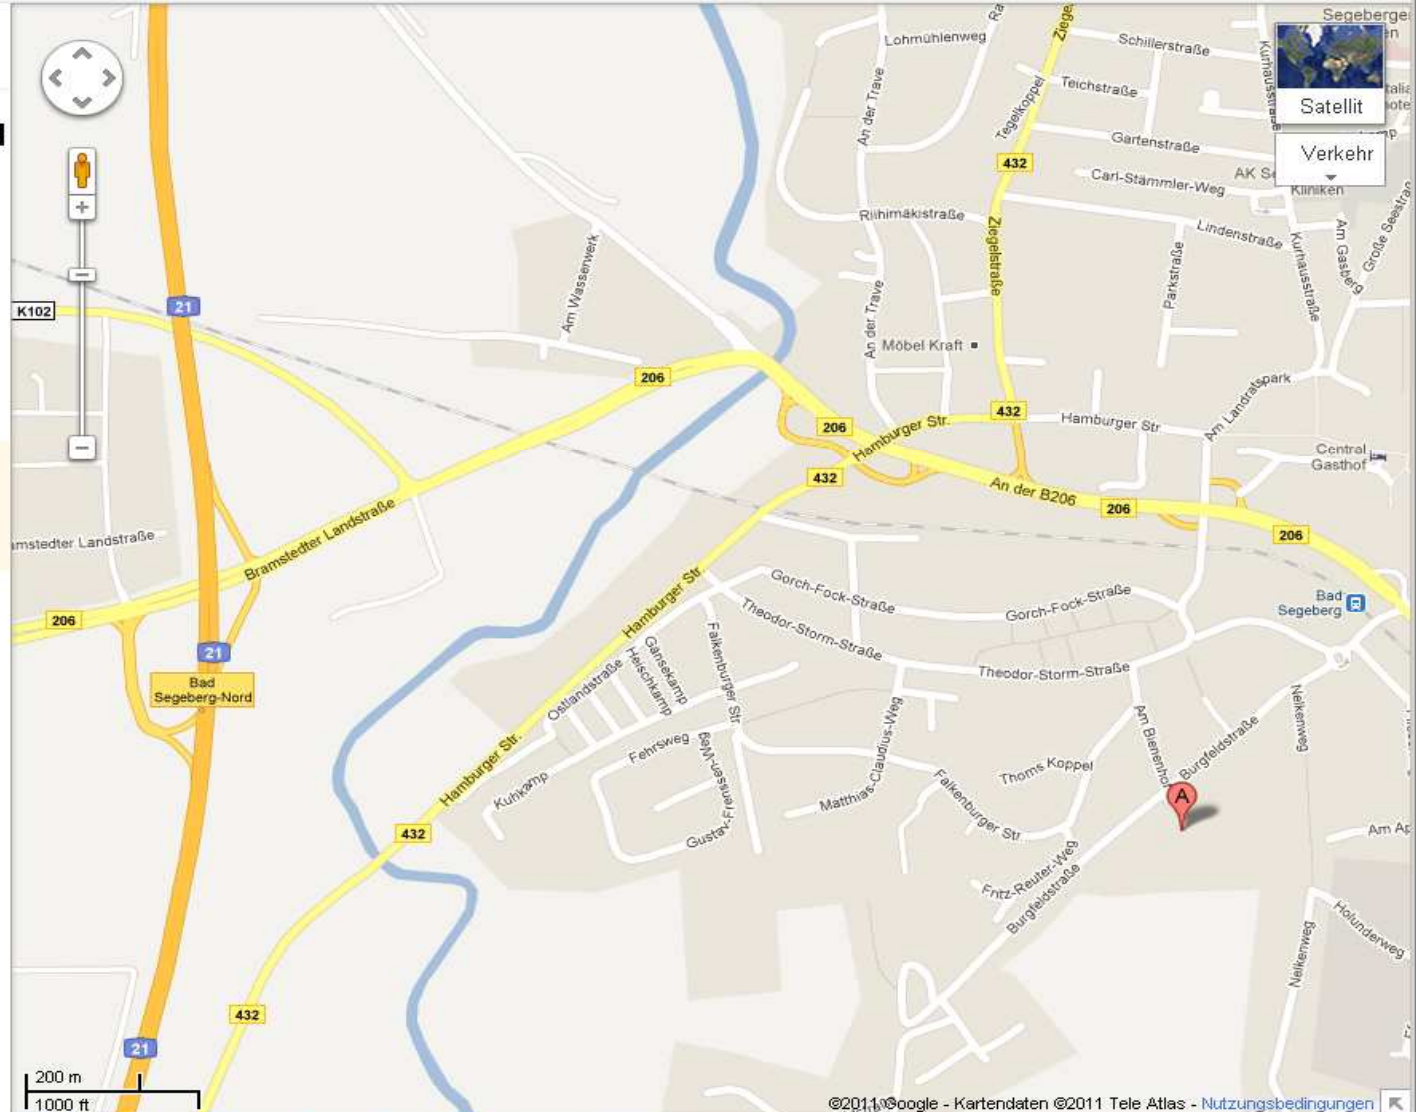 Segeberger
Lohmühlenweg
Schillerstraße
Kurhausstraße
Teichstraße
An der Trave
Tegelkoppel
Satellit
Gartenstraße
432
Verkehr
Carl-Stämmler-Weg
AK Se
Kliniken
Riihimäkistraße
Lindenstraße
Ziegelstraße
Parkstraße
Kurhausstraße
Am Gasberg
Große Seestraße
Am Wasserwerk
21
K102
An der Trave
Möbel Kraft
206
Am Landratspark
432
206
Hamburger Str.
Hamburger Str
Central
Gasthof
432
An der B206
206
206
Bramstedter Landstraße
amstedter Landstraße
206
Hamburger Str.
Gorch-Fock-Straße
Gorch-Fock-Straße
Bad
Segeberg
Theodor-Storm-Straße
Theodor-Storm-Straße
21
Bad
Segeberg-Nord
Gänsekamp
Heischkamp
Ostlandstraße
Falkenburger Str.
Matthias-Claudius-Weg
Am Bienenhof
Nelkenweg
Burgfeldstraße
Hamburger Str.
Fehrsweg
Gustav-Frenssen-Weg
Kuhkamp
Thoms Koppel
Falkenburger Str.
A
432
Am Ap
Fritz-Reuter-Weg
Burgfeldstraße
Holunderweg
Nelkenweg
432
21
200 m
1000 ft
©2011 Google - Kartendaten ©2011 Tele Atlas - Nutzungsbedingungen